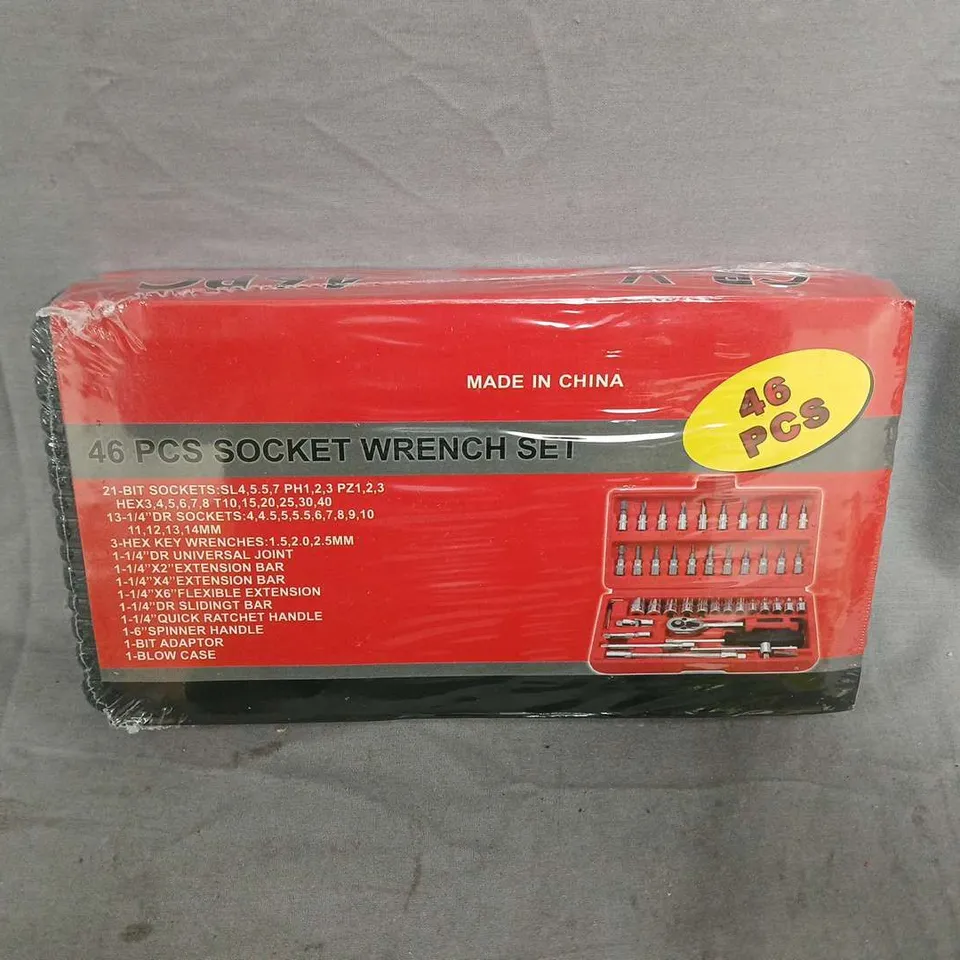 CR V 46PC
MADE IN CHINA
46 PCS
46 PCS SOCKET WRENCH SET
21-BIT SOCKETS:SL4,5.5,7 PH1,2,3 PZ1,2,3
HEX3,4,5,6,7,8 T10,15,20,25,30,40
13-1/4"DR SOCKETS:4,4.5,5,5.5,6,7,8,9,10
11,12,13,14MM
3-HEX KEY WRENCHES:1.5,2.0,2.5MM
1-1/4"DR UNIVERSAL JOINT
1-1/4"X2"EXTENSION BAR
1-1/4"X4"EXTENSION BAR
1-1/4"X6"FLEXIBLE EXTENSION
1-1/4"DR SLIDINGT BAR
1-1/4"QUICK RATCHET HANDLE
1-6"SPINNER HANDLE
1-BIT ADAPTOR
1-BLOW CASE